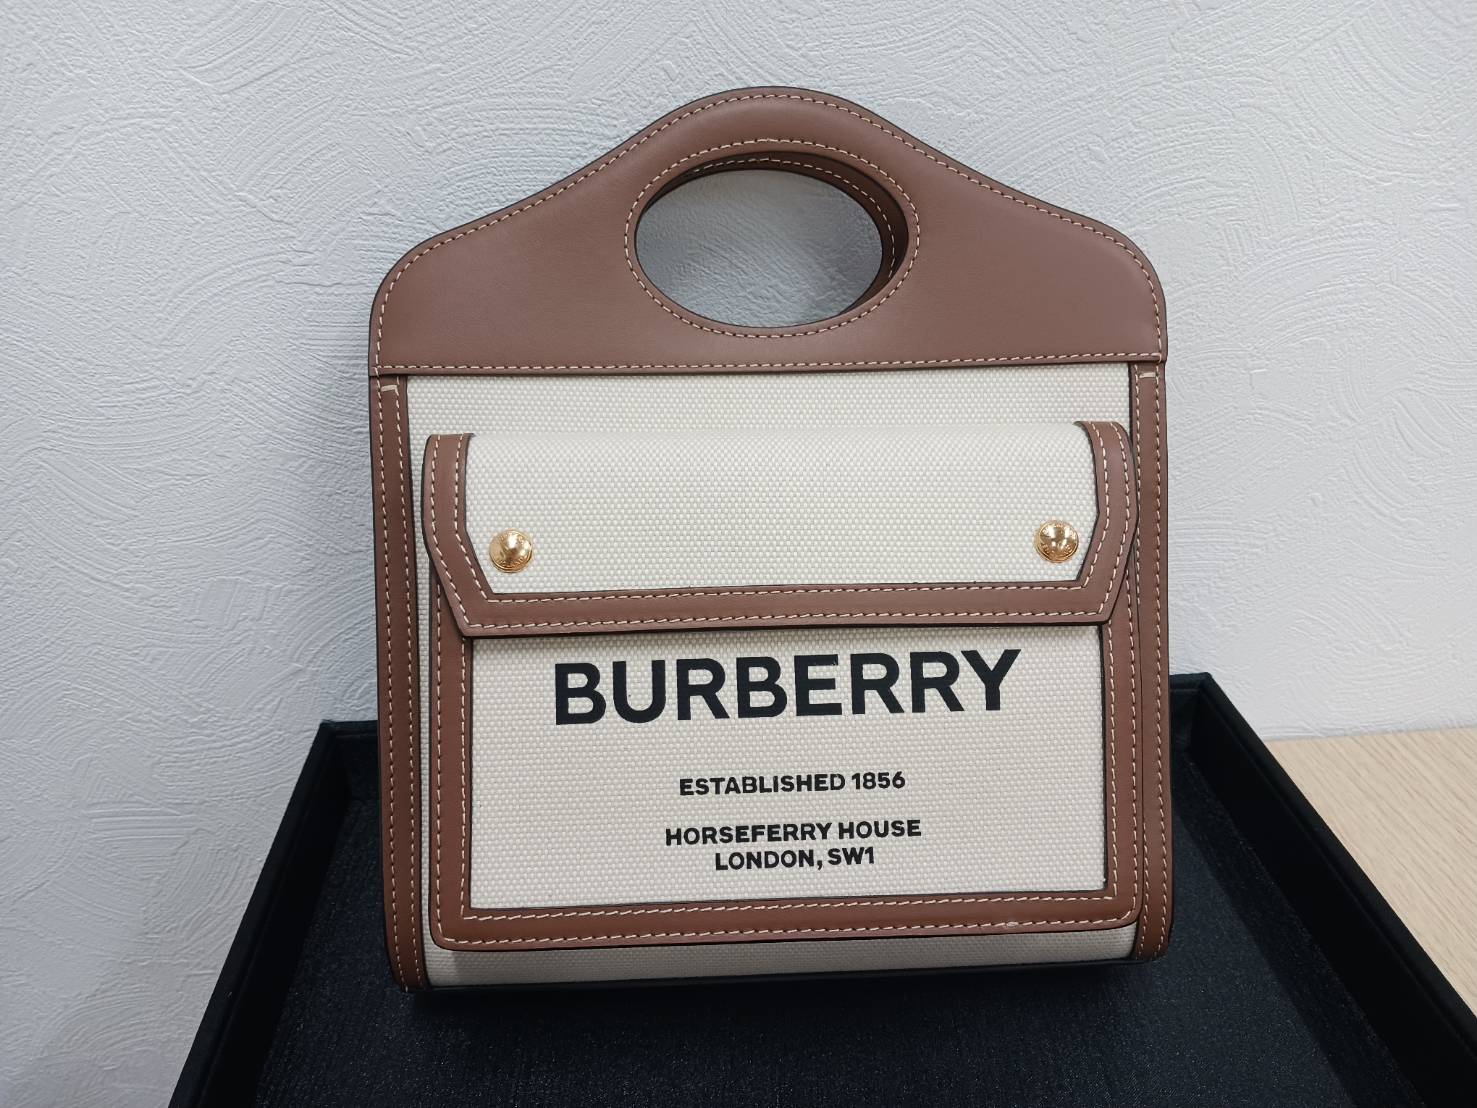 BURBERRY
ESTABLISHED 1856
HORSEFERRY HOUSE
LONDON, SW1